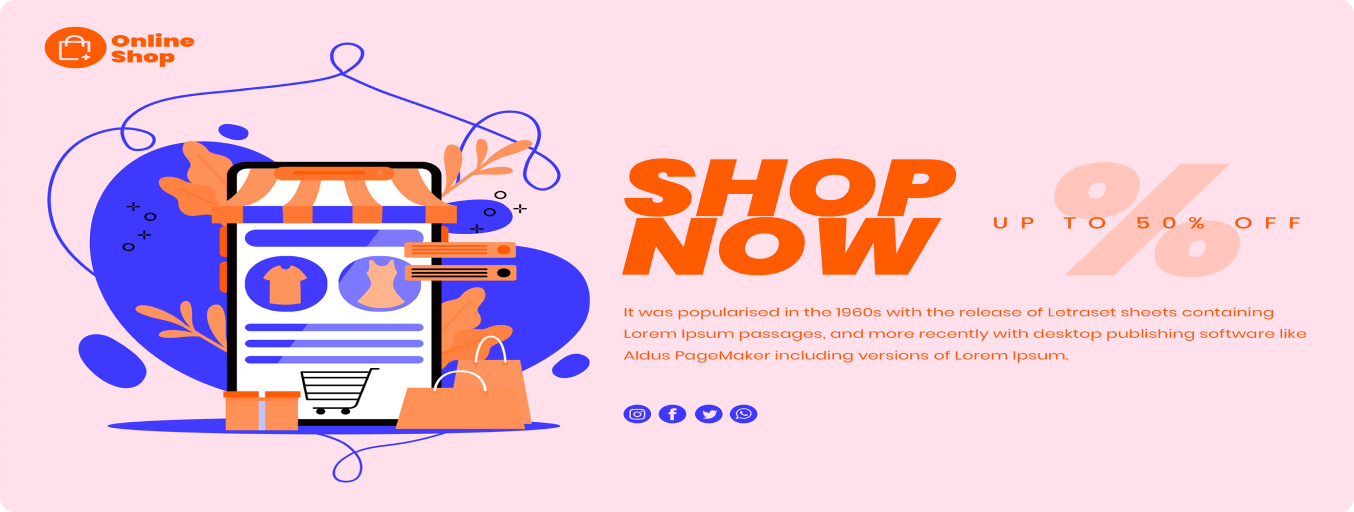 Online
Shop
SHOP
NOW
%
UP TO 50% OFF
It was popularised in the 1960s with the release of Letraset sheets containing
Lorem Ipsum passages, and more recently with desktop publishing software like
Aldus PageMaker including versions of Lorem Ipsum.